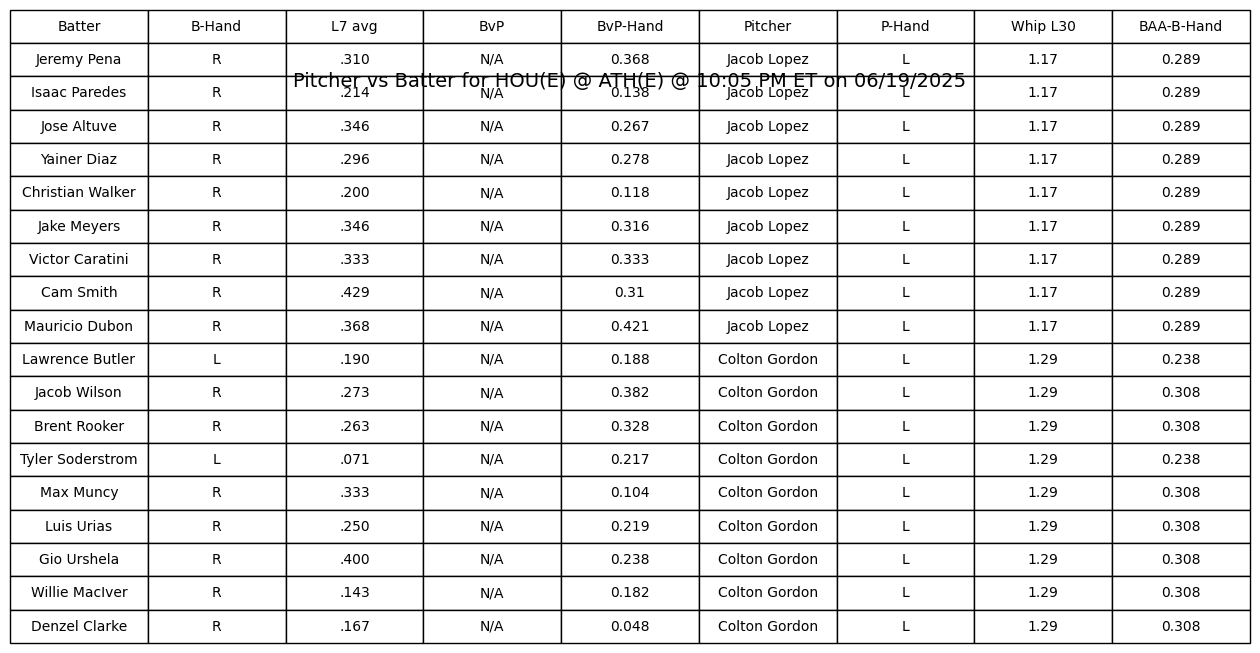 Batter B-Hand L7 avg BvP BvP-Hand Pitcher P-Hand Whip L30 BAA-B-Hand
Jeremy Pena R .310 N/A 0.368 Jacob Lopez L 1.17 0.289
Pitcher vs Batter for HOU(E) @ ATH(E) @ 10:05 PM ET on 06/19/2025
Isaac Paredes R .214 N/A 0.138 Jacob Lopez L 1.17 0.289
Jose Altuve R .346 N/A 0.267 Jacob Lopez L 1.17 0.289
Yainer Diaz R .296 N/A 0.278 Jacob Lopez L 1.17 0.289
Christian Walker R .200 N/A 0.118 Jacob Lopez L 1.17 0.289
Jake Meyers R .346 N/A 0.316 Jacob Lopez L 1.17 0.289
Victor Caratini R .333 N/A 0.333 Jacob Lopez L 1.17 0.289
Cam Smith R .429 N/A 0.31 Jacob Lopez L 1.17 0.289
Mauricio Dubon R .368 N/A 0.421 Jacob Lopez L 1.17 0.289
Lawrence Butler L .190 N/A 0.188 Colton Gordon L 1.29 0.238
Jacob Wilson R .273 N/A 0.382 Colton Gordon L 1.29 0.308
Brent Rooker R .263 N/A 0.328 Colton Gordon L 1.29 0.308
Tyler Soderstrom L .071 N/A 0.217 Colton Gordon L 1.29 0.238
Max Muncy R .333 N/A 0.104 Colton Gordon L 1.29 0.308
Luis Urias R .250 N/A 0.219 Colton Gordon L 1.29 0.308
Gio Urshela R .400 N/A 0.238 Colton Gordon L 1.29 0.308
Willie MacIver R .143 N/A 0.182 Colton Gordon L 1.29 0.308
Denzel Clarke R .167 N/A 0.048 Colton Gordon L 1.29 0.308